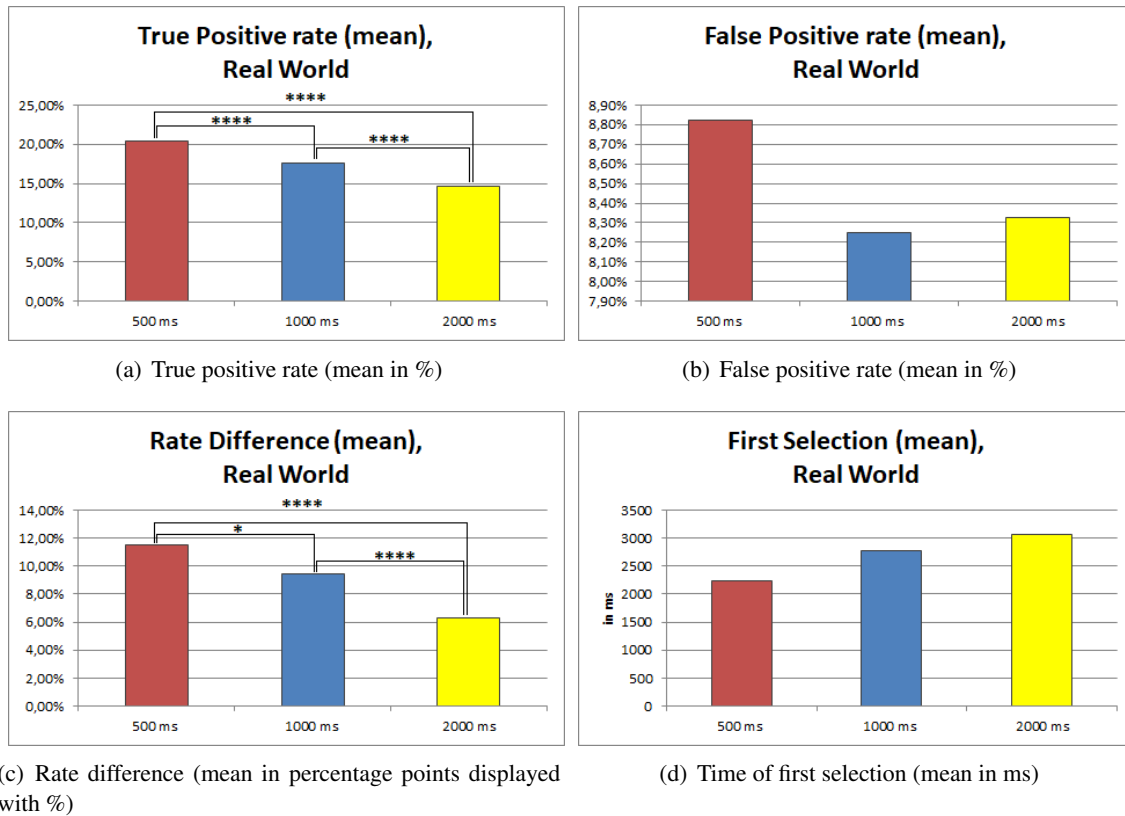 True Positive rate (mean),
Real World
25,00%
20,00%
15,00%
10,00%
5,00%
0,00%
****
****
****
500 ms
1000 ms
2000 ms
(a) True positive rate (mean in %)
False Positive rate (mean),
Real World
8,90%
8,80%
8,70%
8,60%
8,50%
8,40%
8,30%
8,20%
8,10%
8,00%
7,90%
500 ms
1000 ms
2000 ms
(b) False positive rate (mean in %)
Rate Difference (mean),
Real World
14,00%
12,00%
10,00%
8,00%
6,00%
4,00%
2,00%
0,00%
****
*
****
500 ms
1000 ms
2000 ms
(c) Rate difference (mean in percentage points displayed
with %)
First Selection (mean),
Real World
in ms
3500
3000
2500
2000
1500
1000
500
0
500 ms
1000 ms
2000 ms
(d) Time of first selection (mean in ms)